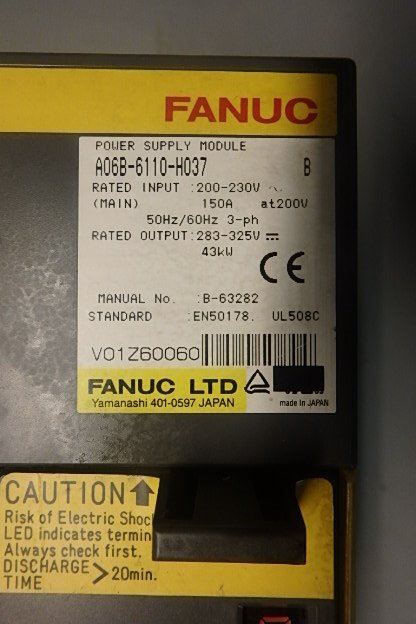 FANUC
POWER SUPPLY MODULE
A06B-6110-H037 B
RATED INPUT :200-230V
(MAIN) 150A at200V
50Hz/60Hz 3-ph
RATED OUTPUT:283-325V
43kW
CE
MANUAL No. :B-63282
STANDARD :EN50178. UL508C
V01Z60060
FANUC LTD
Yamanashi 401-0597 JAPAN
made in JAPAN
CAUTION
Risk of Electric Shoc
LED indicates termin
Always check first.
DISCHARGE
TIME >20min.